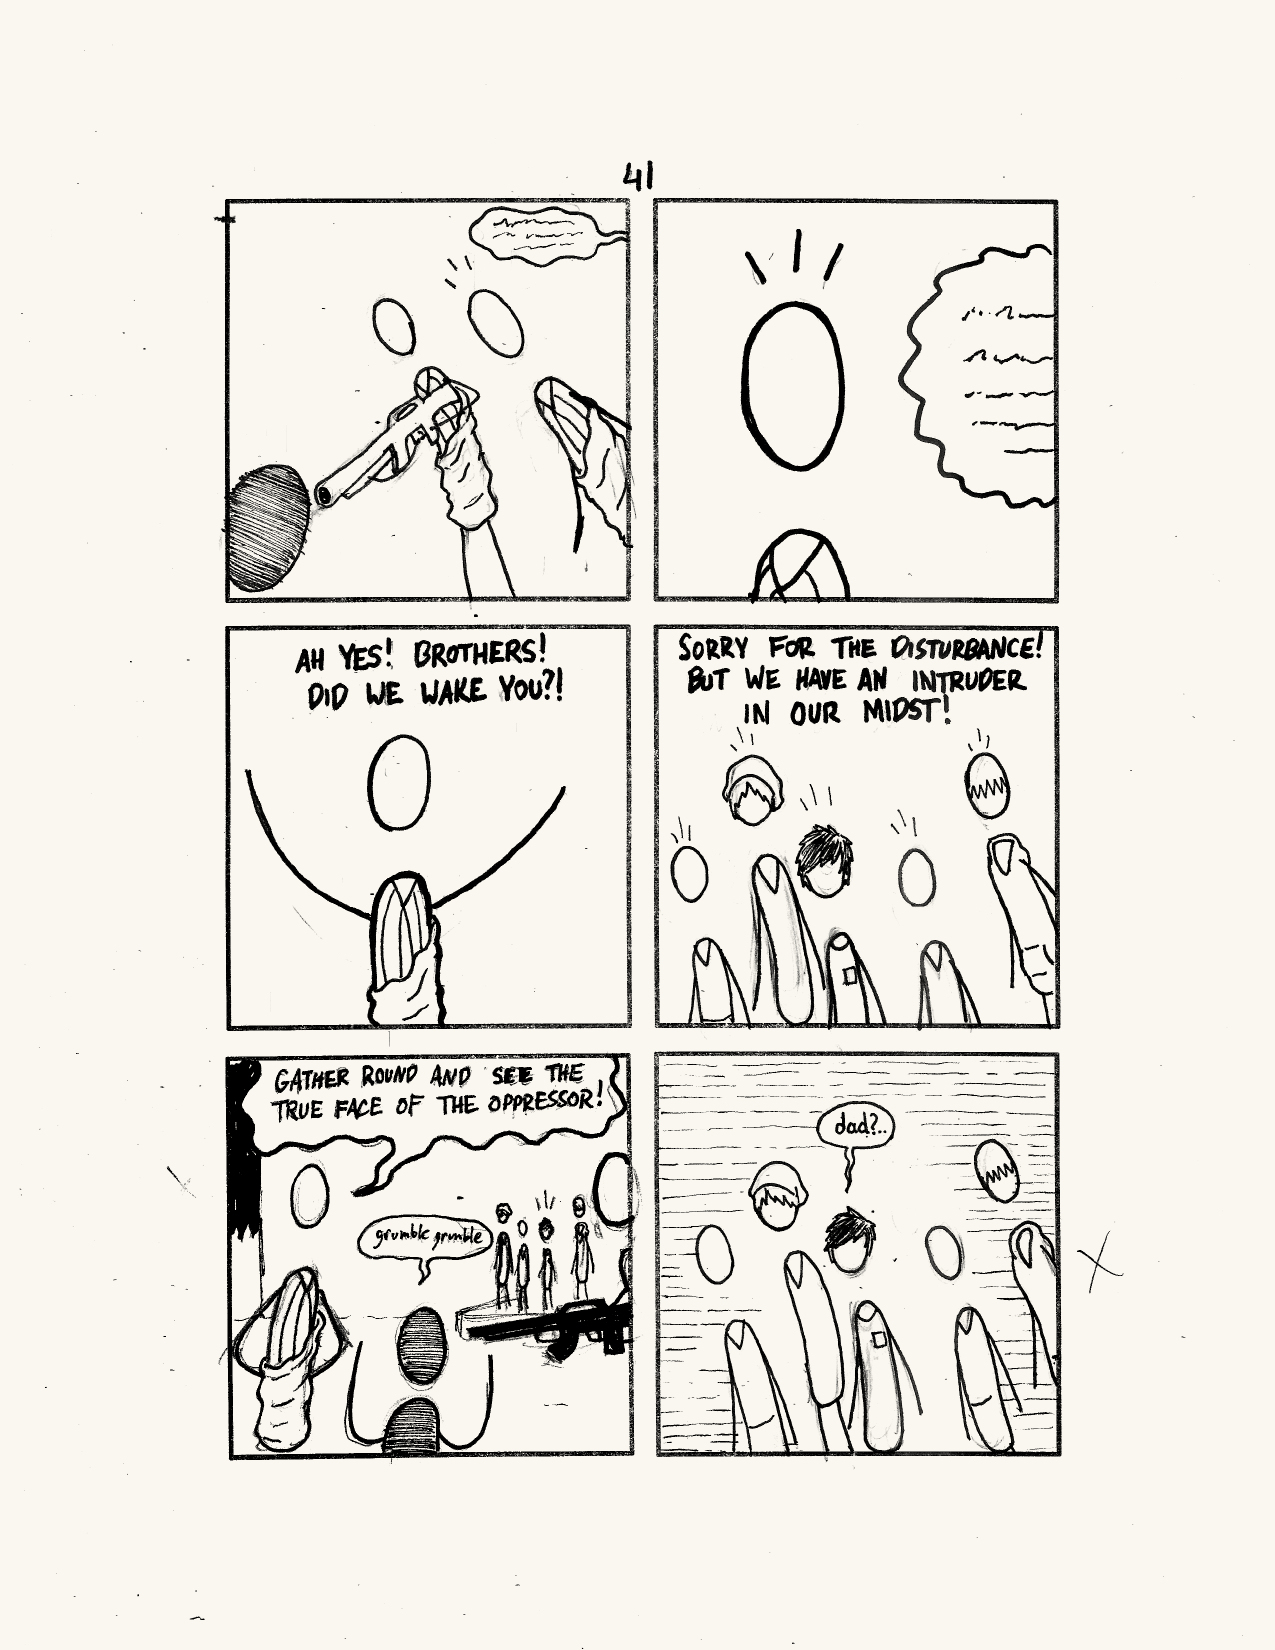 41
AH YES! BROTHERS!
DID WE WAKE YOU?!
SORRY FOR THE DISTURBANCE!
BUT WE HAVE AN INTRUDER
IN OUR MIDST!
GATHER ROUND AND SEE THE
TRUE FACE OF THE OPPRESSOR!
grumble grumble
dad?..